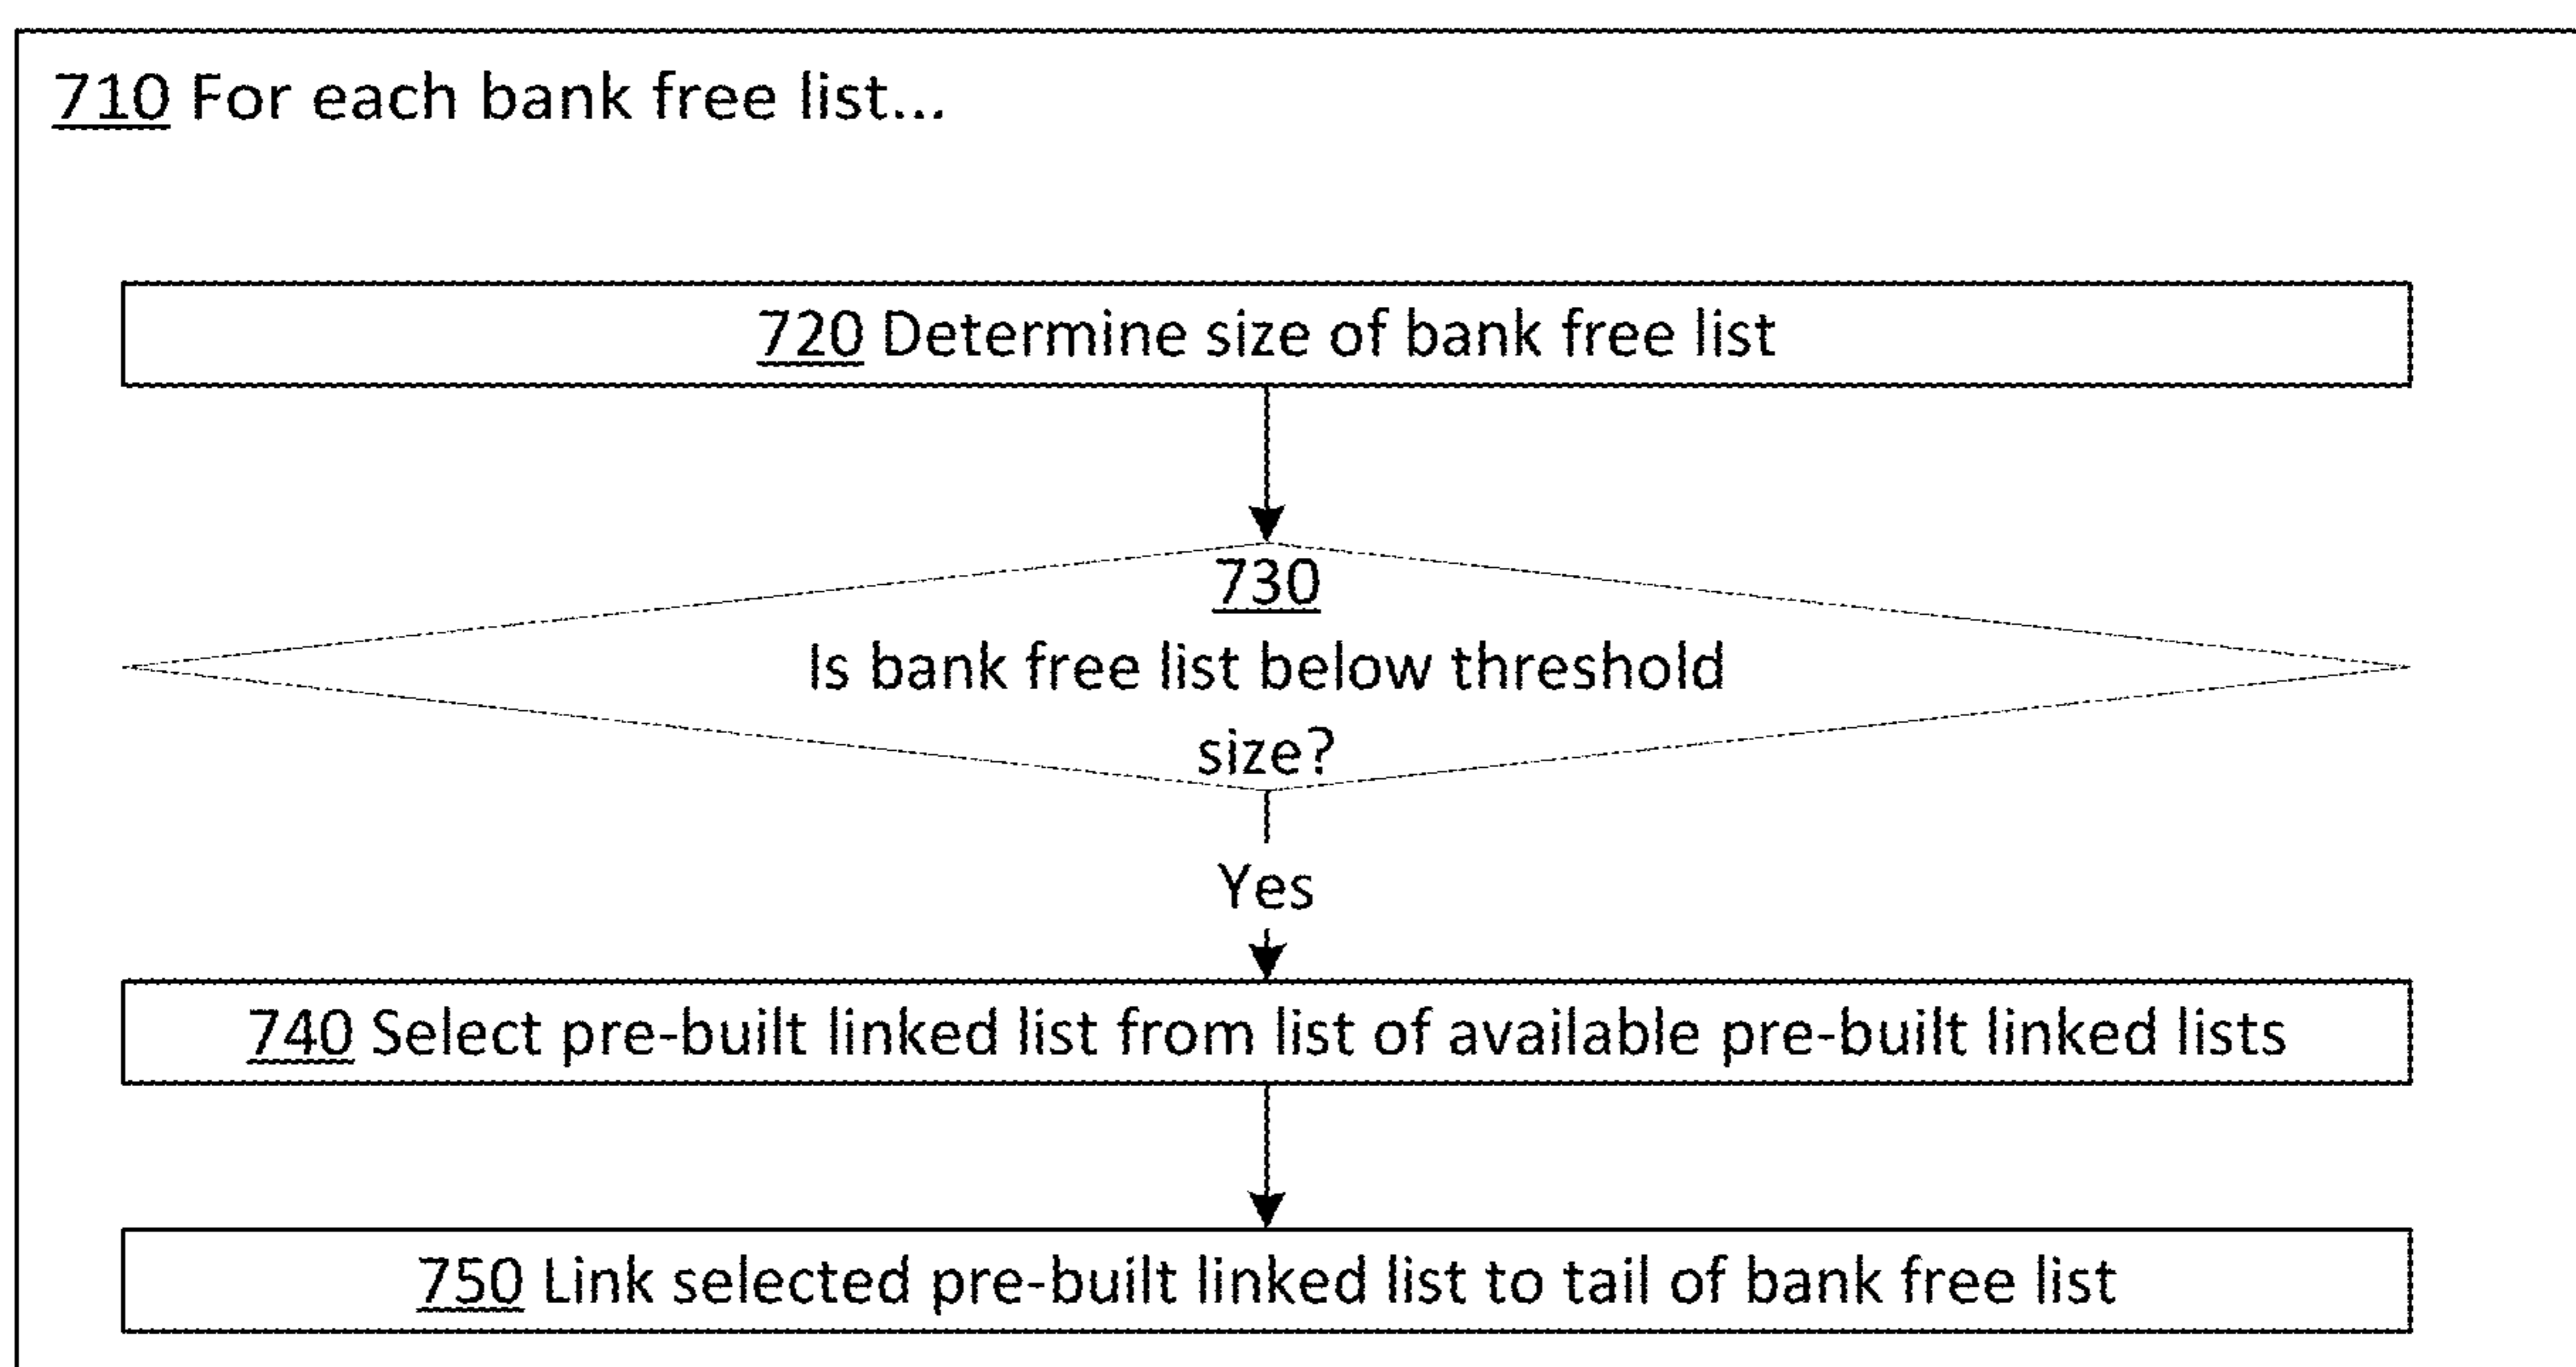 710 For each bank free list...
720 Determine size of bank free list
730
Is bank free list below threshold
size?
Yes
740 Select pre-built linked list from list of available pre-built linked lists
750 Link selected pre-built linked list to tail of bank free list